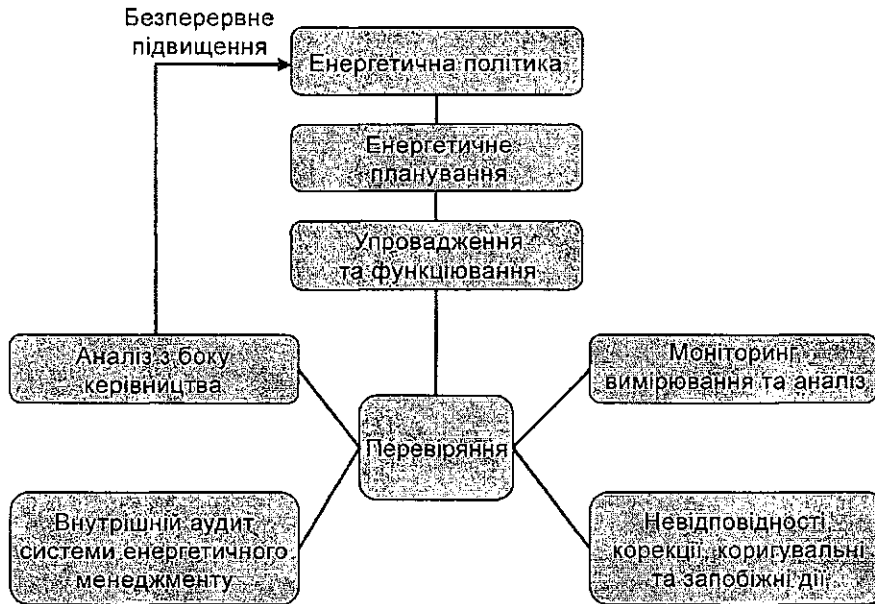 Безперервне
підвищення
Енергетична політика
Енергетичне
планування
Упровадження
та функціювання
Аналіз з боку
керівництва
Моніторинг,
вимірювання та аналіз
Перевіряння
Внутрішній аудит
системи енергетичного
менеджменту
Невідповідності,
корекції, коригувальні
та запобіжні дії